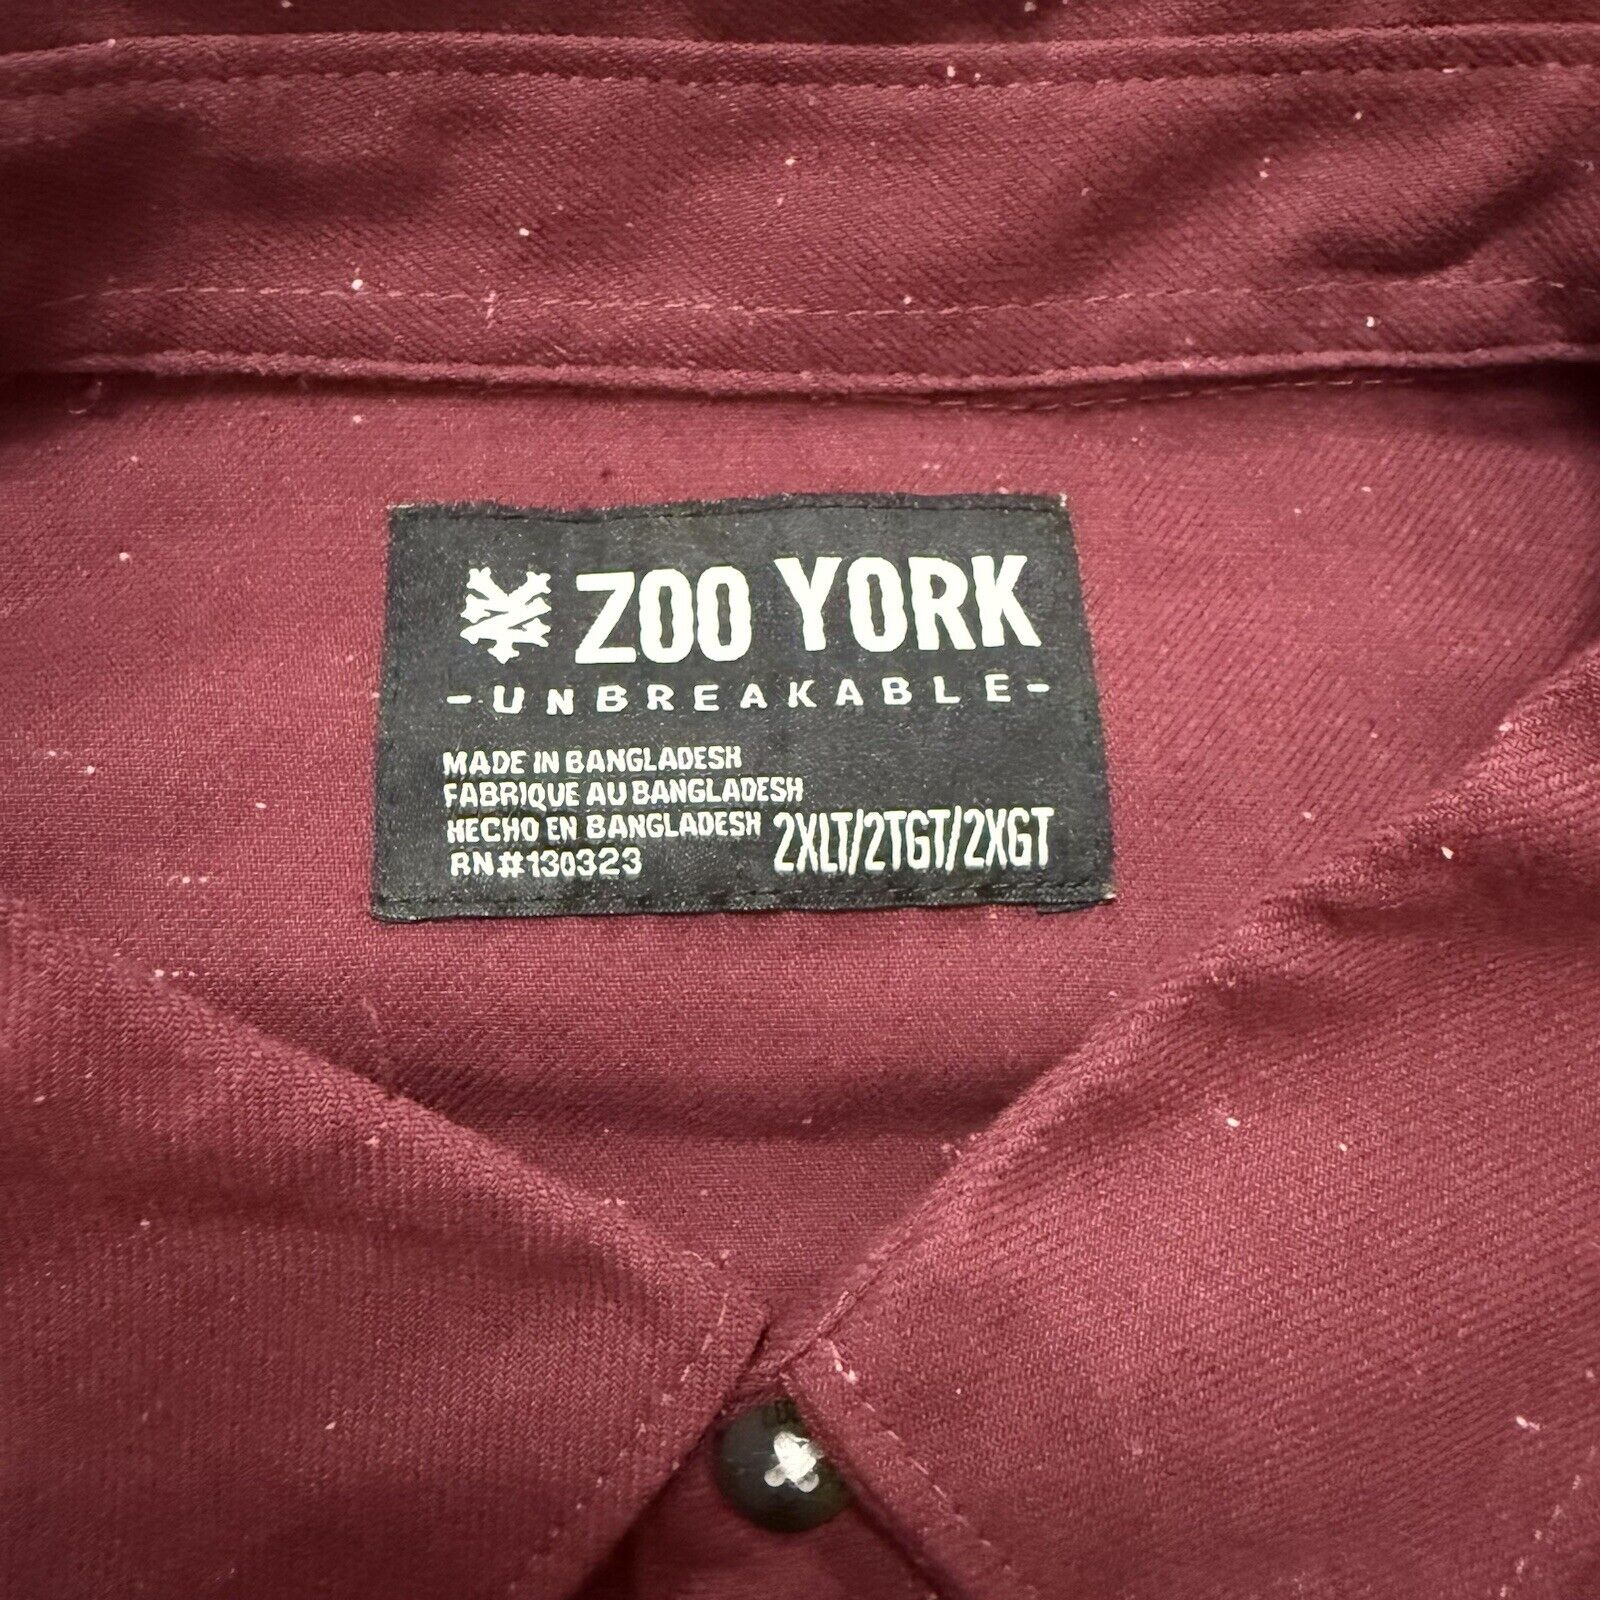 ZOO YORK
-UNBREAKABLE-
MADE IN BANGLADESH
FABRIQUE AU BANGLADESH
HECHO EN BANGLADESH
RN#130323
2XLT/2TGT/2XGT